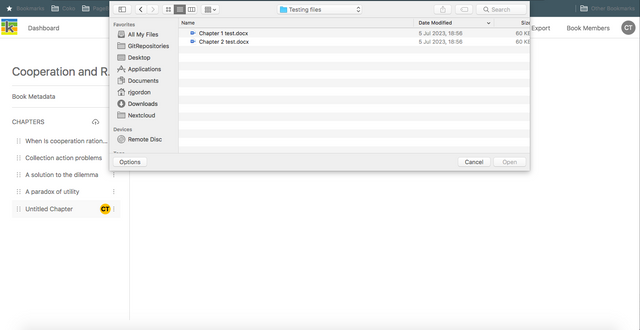 Testing files
Search
Bookmarks
Other Bookmarks
Dashboard
Export
Book Members
CT
Favorites
All My Files
GitRepositories
Desktop
Applications
Documents
rjgordon
Downloads
Nextcloud
Devices
Remote Disc
Name
Date Modified
Size
Chapter 1 test.docx
5 Jul 2023, 18:56
60 KB
Chapter 2 test.docx
5 Jul 2023, 18:56
60 KB
Options
Cancel
Open
Cooperation and R
Book Metadata
CHAPTERS
When is cooperation ration...
Collection action problems
A solution to the dilemma
A paradox of utility
Untitled Chapter
CT